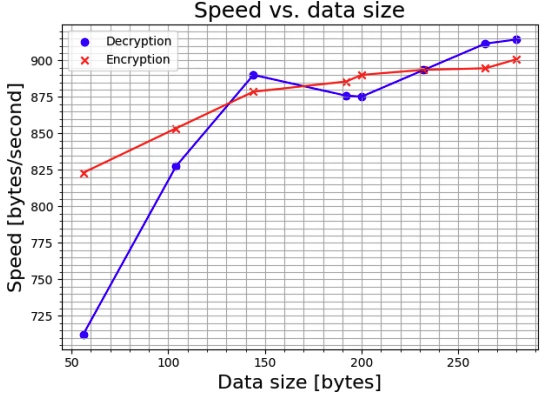 Speed vs. data size
Decryption
Encryption
900
875
850
825
800
775
750
725
Speed [bytes/second]
50 100 150 200 250
Data size [bytes]